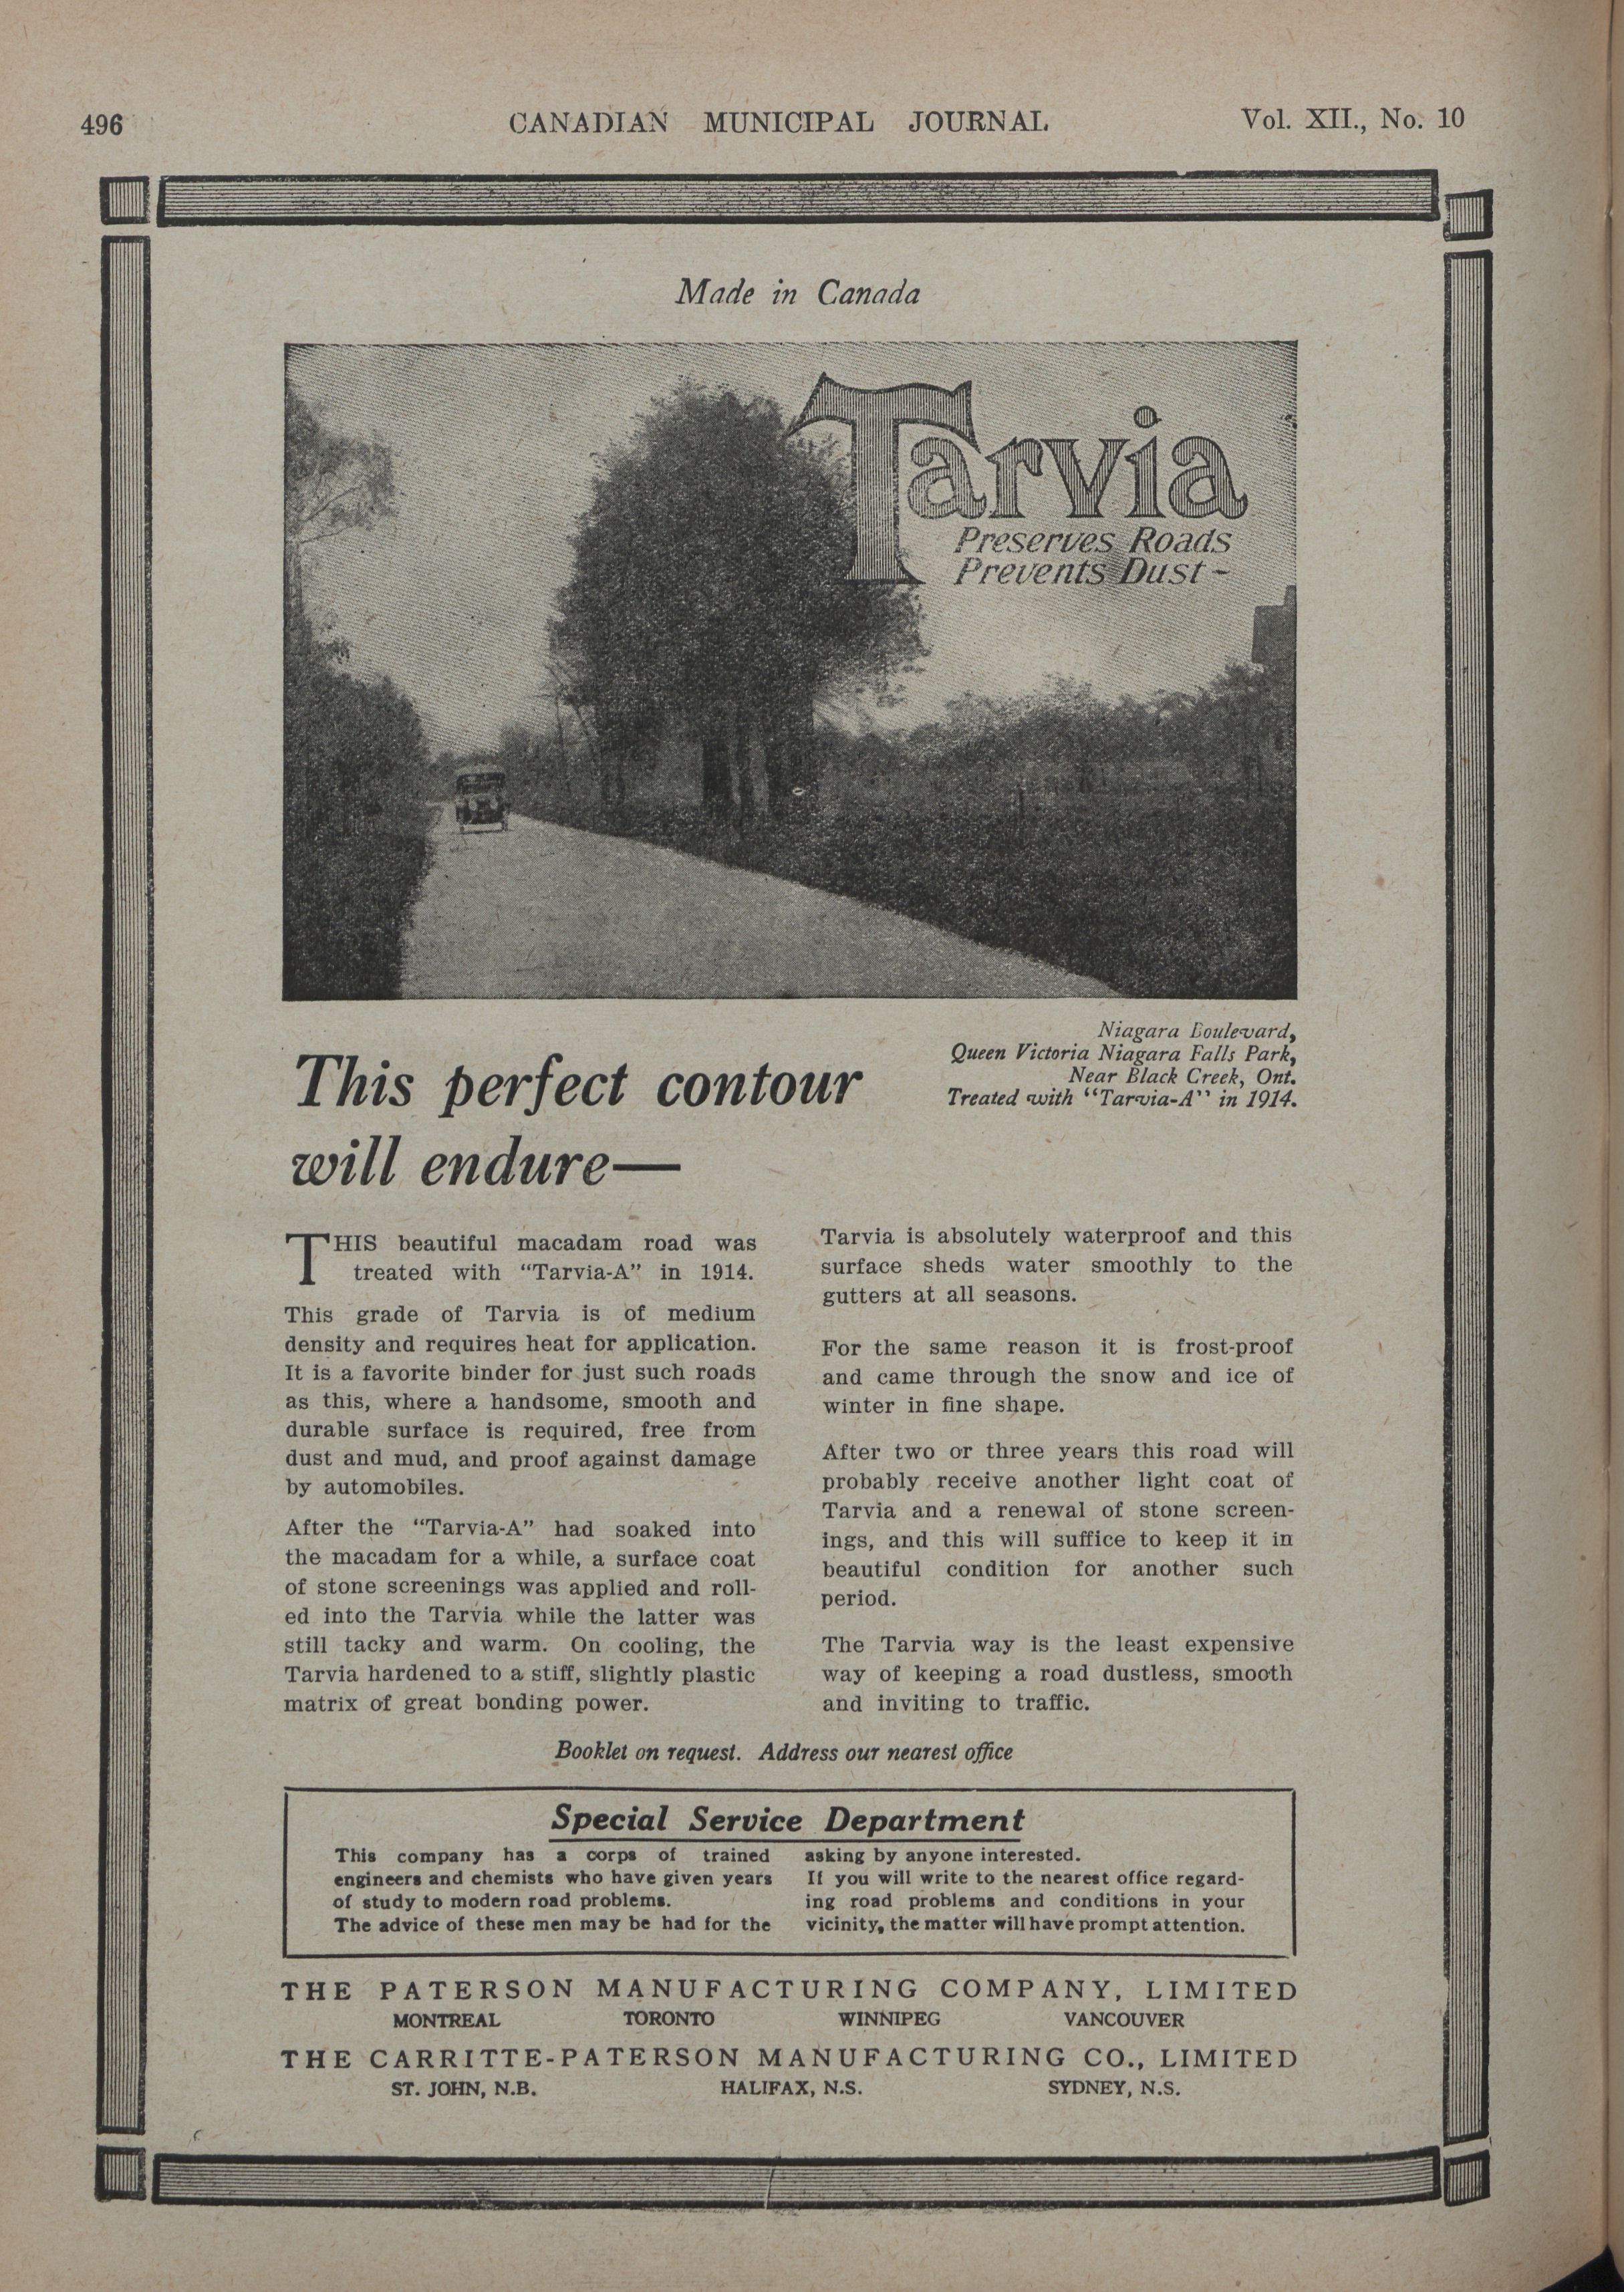 496
CANADIAN MUNICIPAL JOURNAL
Vol. XII., No. 10
Made in Canada
Tarvia
Preserves Roads
Prevents Dust-
Niagara Boulevard,
Queen Victoria Niagara Falls Park,
Near Black Creek, Ont.
Treated with "Tarvia-A" in 1914.
This perfect contour
will endure—
THIS beautiful macadam road was
treated with "Tarvia-A" in 1914.
This grade of Tarvia is of medium
density and requires heat for application.
It is a favorite binder for just such roads
as this, where a handsome, smooth and
durable surface is required, free from
dust and mud, and proof against damage
by automobiles.
After the "Tarvia-A" had soaked into
the macadam for a while, a surface coat
of stone screenings was applied and roll-
ed into the Tarvia while the latter was
still tacky and warm. On cooling, the
Tarvia hardened to a stiff, slightly plastic
matrix of great bonding power.
Tarvia is absolutely waterproof and this
surface sheds water smoothly to the
gutters at all seasons.
For the same reason it is frost-proof
and came through the snow and ice of
winter in fine shape.
After two or three years this road will
probably receive another light coat of
Tarvia and a renewal of stone screen-
ings, and this will suffice to keep it in
beautiful condition for another such
period.
The Tarvia way is the least expensive
way of keeping a road dustless, smooth
and inviting to traffic.
Booklet on request. Address our nearest office
Special Service Department
This company has a corps of trained
engineers and chemists who have given years
of study to modern road problems.
The advice of these men may be had for the
asking by anyone interested.
If you will write to the nearest office regard-
ing road problems and conditions in your
vicinity, the matter will have prompt attention.
THE PATERSON MANUFACTURING COMPANY, LIMITED
MONTREAL TORONTO WINNIPEG VANCOUVER
THE CARRITTE-PATERSON MANUFACTURING CO., LIMITED
ST. JOHN, N.B. HALIFAX, N.S. SYDNEY, N.S.